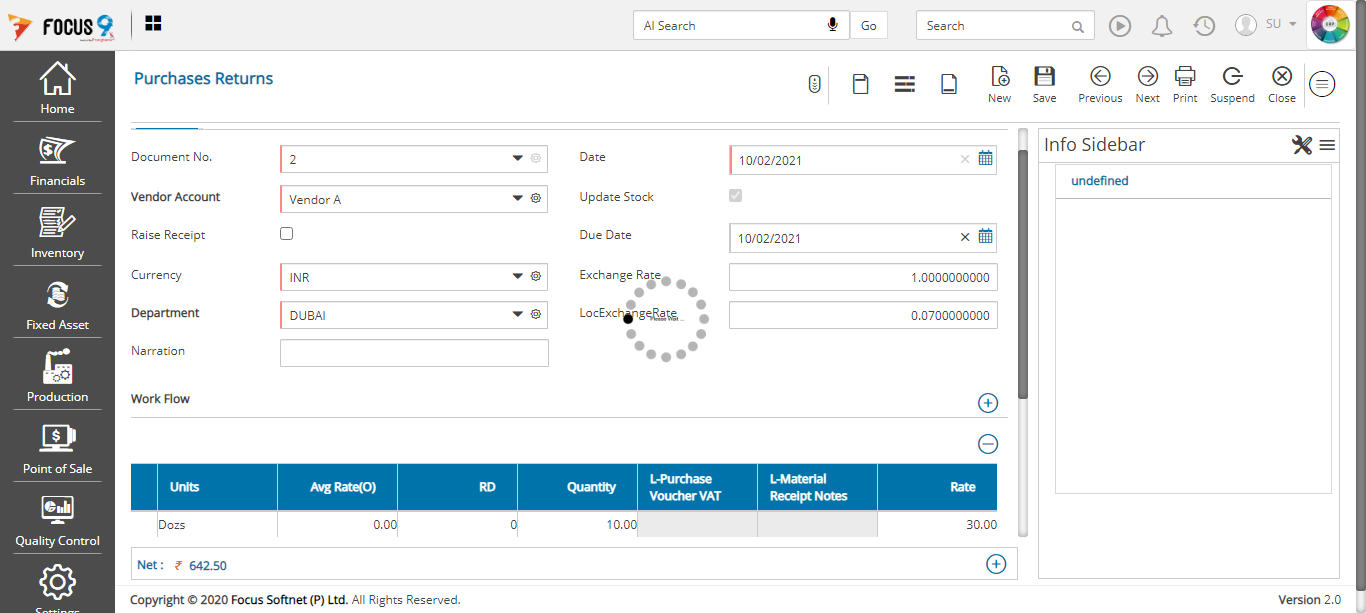 FOCUS 9
AI Search
Go
Search
SU
Home
Financials
Inventory
Fixed Asset
Production
Point of Sale
Quality Control
Settings
Purchases Returns
New
Save
Previous
Next
Print
Suspend
Close
Document No.
2
Date
10/02/2021
Vendor Account
Vendor A
Update Stock
Raise Receipt
Due Date
10/02/2021
Currency
INR
Exchange Rate
1.0000000000
Department
DUBAI
LocExchangeRate
0.0700000000
Please Wait ...
Narration
Work Flow
Units
Avg Rate(O)
RD
Quantity
L-Purchase
Voucher VAT
L-Material
Receipt Notes
Rate
Dozs
0.00
0
10.00
30.00
Net : ₹ 642.50
Info Sidebar
undefined
Copyright © 2020 Focus Softnet (P) Ltd. All Rights Reserved.
Version 2.0